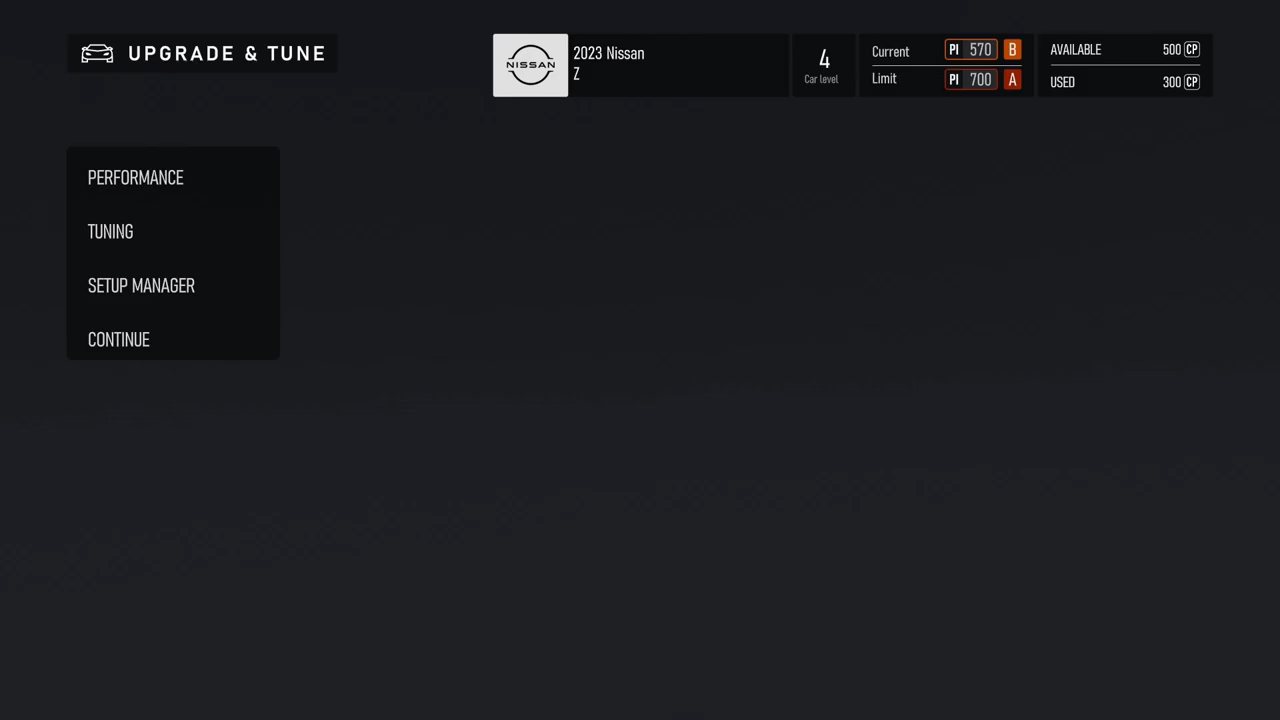 UPGRADE & TUNE
NISSAN
2023 Nissan
Z
4
Car level
Current PI 570 B
Limit PI 700 A
AVAILABLE 500 CP
USED 300 CP
PERFORMANCE
TUNING
SETUP MANAGER
CONTINUE